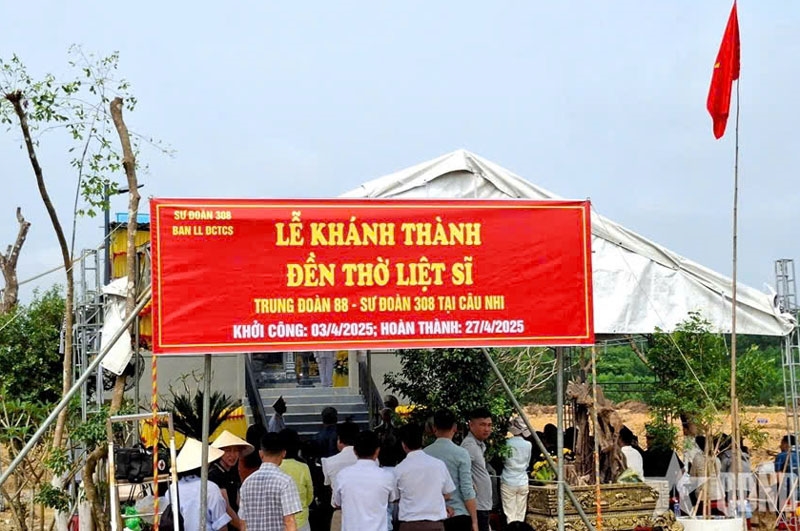 SƯ ĐOÀN 308
BAN LL ĐCTCS
LỄ KHÁNH THÀNH
ĐỀN THỜ LIỆT SĨ
TRUNG ĐOÀN 88 - SƯ ĐOÀN 308 TẠI CÂU NHI
KHỞI CÔNG: 03/4/2025; HOÀN THÀNH: 27/4/2025